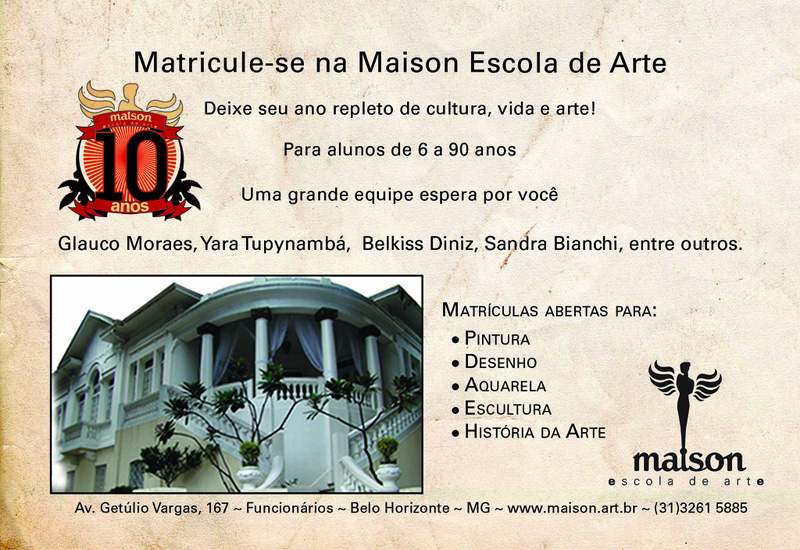 Matricule-se na Maison Escola de Arte
Deixe seu ano repleto de cultura, vida e arte!
maison
escola de arte
10
anos
Para alunos de 6 a 90 anos
Uma grande equipe espera por você
Glauco Moraes, Yara Tupynambá, Belkiss Diniz, Sandra Bianchi, entre outros.
MATRÍCULAS ABERTAS PARA:
• PINTURA
• DESENHO
• AQUARELA
• ESCULTURA
• HISTÓRIA DA ARTE
maison
escola de arte
Av. Getúlio Vargas, 167 ~ Funcionários ~ Belo Horizonte ~ MG ~ www.maison.art.br ~ (31)3261 5885